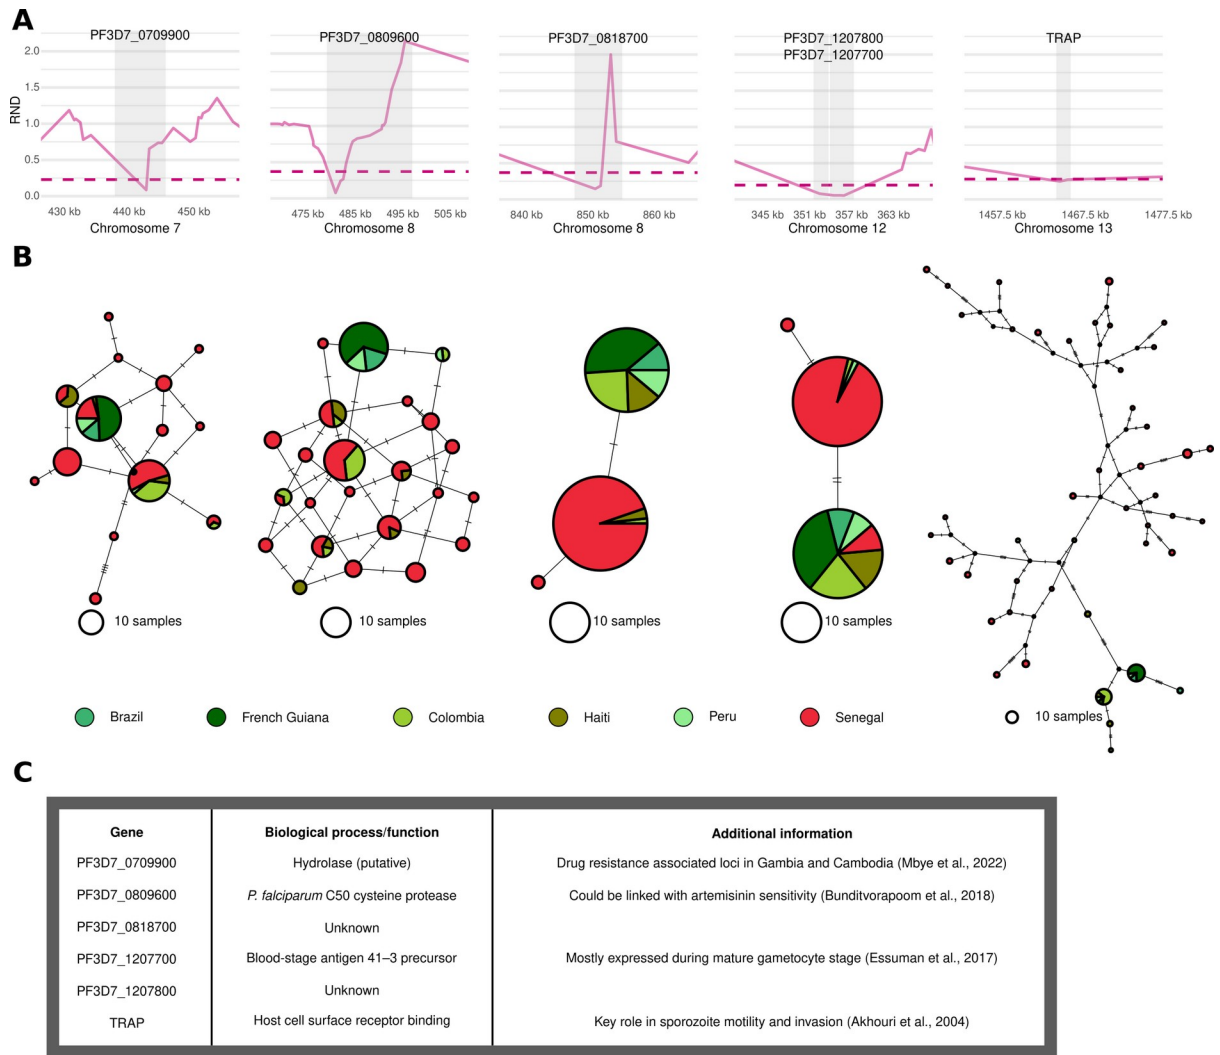 A
PF3D7_0709900
PF3D7_0809600
PF3D7_0818700
PF3D7_1207800
PF3D7_1207700
TRAP
RND
2.0
1.5
1.0
0.5
0.0
430 kb 440 kb 450 kb
475 kb 485 kb 495 kb 505 kb
840 kb 850 kb 860 kb
345 kb 351 kb 357 kb 363 kb
1457.5 kb 1467.5 kb 1477.5 kb
Chromosome 7
Chromosome 8
Chromosome 8
Chromosome 12
Chromosome 13
B
10 samples
10 samples
10 samples
10 samples
10 samples
Brazil French Guiana Colombia Haiti Peru Senegal
C
Gene Biological process/function Additional information
PF3D7_0709900 Hydrolase (putative) Drug resistance associated loci in Gambia and Cambodia (Mbye et al., 2022)
PF3D7_0809600 P. falciparum C50 cysteine protease Could be linked with artemisinin sensitivity (Bunditvorapoom et al., 2018)
PF3D7_0818700 Unknown
PF3D7_1207700 Blood-stage antigen 41–3 precursor Mostly expressed during mature gametocyte stage (Essuman et al., 2017)
PF3D7_1207800 Unknown
TRAP Host cell surface receptor binding Key role in sporozoite motility and invasion (Akhouri et al., 2004)